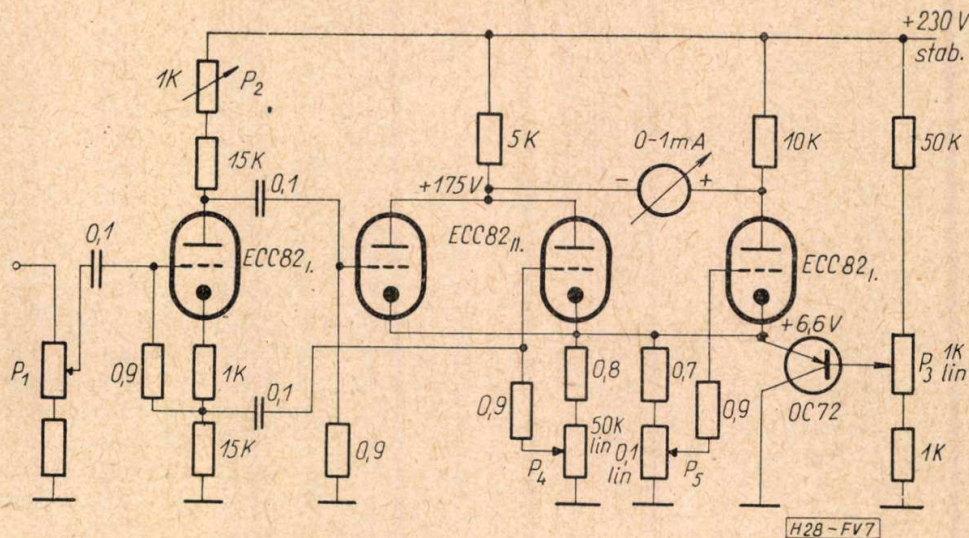 +230 V
stab.
1K
P2
15K
0,1
5K
0-1mA
10K
50K
+175V
-
+
0,1
ECC82I.
ECC82II.
ECC82I.
+6,6V
P1
0,9
1K
0,1
15K
0,9
0,9
0,8
0,7
0,9
OC72
P3
1K
lin
50K
lin
P4
0,1
lin
P5
1K
H28-FV7